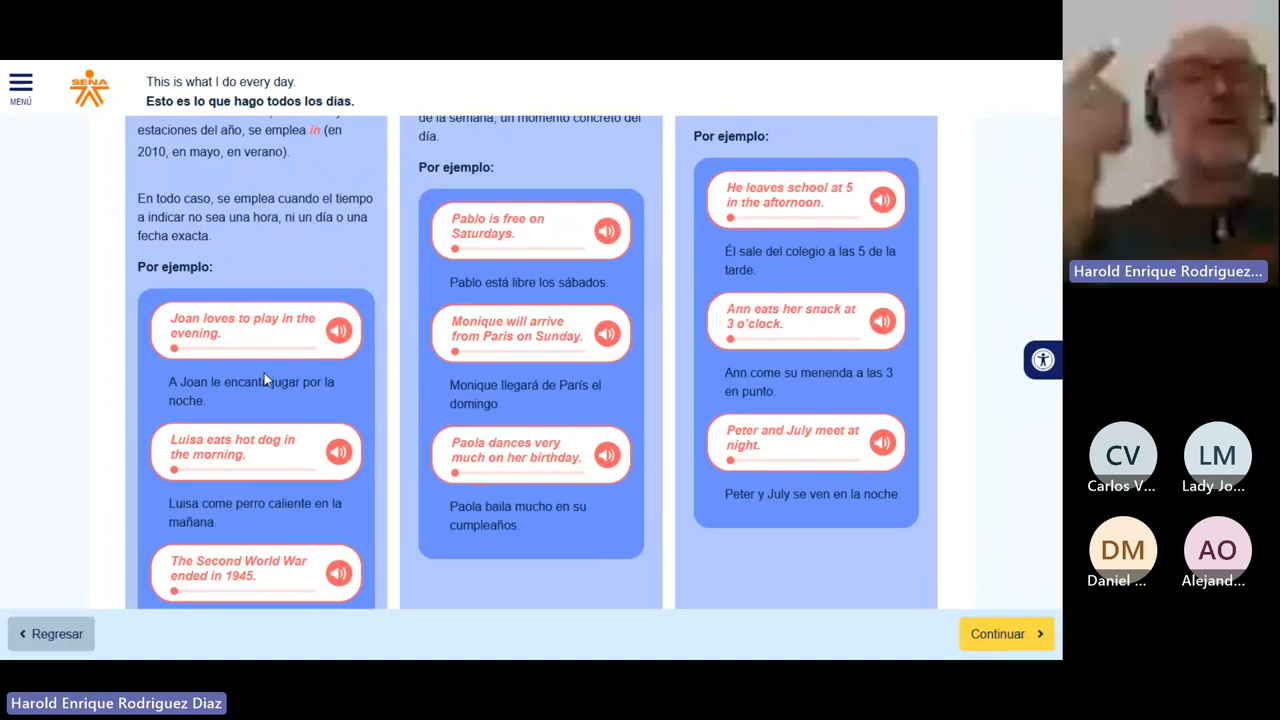 MENÚ
SENA
This is what I do every day.
Esto es lo que hago todos los dias.
estaciones del año, se emplea in (en
2010, en mayo, en verano).
En todo caso, se emplea cuando el tiempo
a indicar no sea una hora, ni un día o una
fecha exacta.
Por ejemplo:
Joan loves to play in the
evening.
A Joan le encanta jugar por la
noche.
Luisa eats hot dog in
the morning.
Luisa come perro caliente en la
mañana.
The Second World War
ended in 1945.
de la semana, un momento concreto del
día.
Por ejemplo:
Pablo is free on
Saturdays.
Pablo está libre los sábados.
Monique will arrive
from Paris on Sunday.
Monique llegará de París el
domingo.
Paola dances very
much on her birthday.
Paola baila mucho en su
cumpleaños.
Por ejemplo:
He leaves school at 5
in the afternoon.
Él sale del colegio a las 5 de la
tarde.
Ann eats her snack at
3 o'clock.
Ann come su merienda a las 3
en punto.
Peter and July meet at
night.
Peter y July se ven en la noche.
Regresar
Continuar
Harold Enrique Rodriguez...
CV
Carlos V...
LM
Lady Jo...
DM
Daniel ...
AO
Alejand...
Harold Enrique Rodriguez Diaz